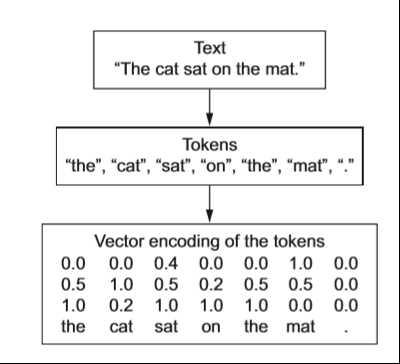 Text
“The cat sat on the mat.”
Tokens
“the”, “cat”, “sat”, “on”, “the”, “mat”, “.”
Vector encoding of the tokens
0.0 0.0 0.4 0.0 0.0 1.0 0.0
0.5 1.0 0.5 0.2 0.5 0.5 0.0
1.0 0.2 1.0 1.0 1.0 0.0 0.0
the cat sat on the mat .